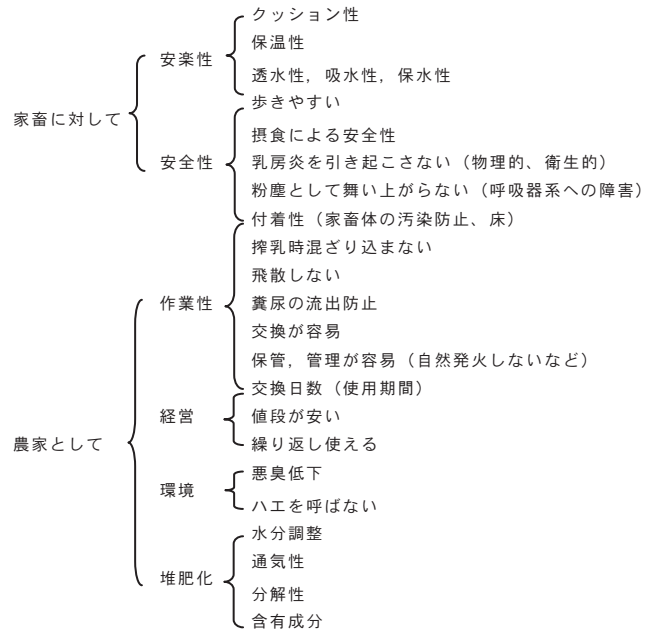 家畜に対して
安楽性
クッション性
保温性
透水性，吸水性，保水性
安全性
歩きやすい
摂食による安全性
乳房炎を引き起こさない（物理的、衛生的）
粉塵として舞い上がらない（呼吸器系への障害）
付着性（家畜体の汚染防止、床）
農家として
作業性
搾乳時混ざり込まない
飛散しない
糞尿の流出防止
交換が容易
保管，管理が容易（自然発火しないなど）
交換日数（使用期間）
経営
値段が安い
繰り返し使える
環境
悪臭低下
ハエを呼ばない
堆肥化
水分調整
通気性
分解性
含有成分